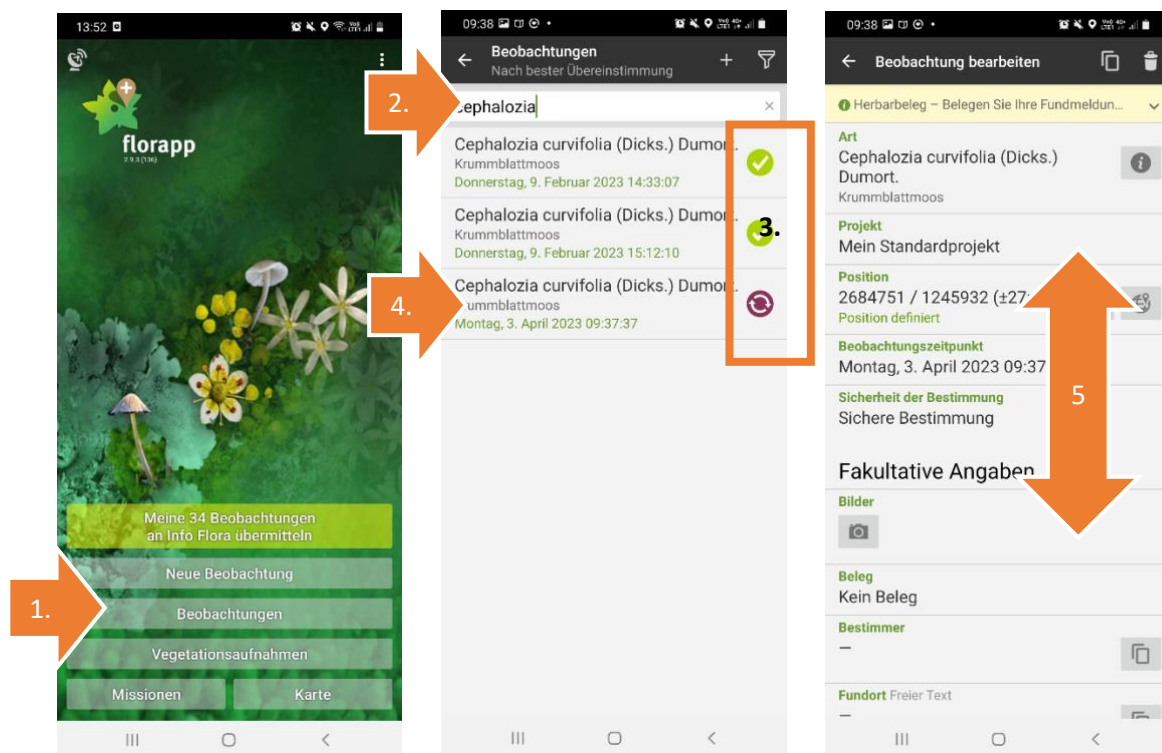 13:52
florapp
2.9.3 (136)
Meine 34 Beobachtungen
an Info Flora übermitteln
Neue Beobachtung
1.
Beobachtungen
Vegetationsaufnahmen
Missionen
Karte
09:38
Beobachtungen
Nach bester Übereinstimmung
2.
Cephalozia
Cephalozia curvifolia (Dicks.) Dumort.
Krummblattmoos
Donnerstag, 9. Februar 2023 14:33:07
Cephalozia curvifolia (Dicks.) Dumort.
3.
Krummblattmoos
Donnerstag, 9. Februar 2023 15:12:10
4.
Cephalozia curvifolia (Dicks.) Dumort.
Krummblattmoos
Montag, 3. April 2023 09:37:37
09:38
Beobachtung bearbeiten
Herbarbeleg – Belegen Sie Ihre Fundmeldun...
Art
Cephalozia curvifolia (Dicks.)
Dumort.
Krummblattmoos
Projekt
Mein Standardprojekt
Position
2684751 / 1245932 (±27
Position definiert
Beobachtungszeitpunkt
Montag, 3. April 2023 09:37
5
Sicherheit der Bestimmung
Sichere Bestimmung
Fakultative Angaben
Bilder
Beleg
Kein Beleg
Bestimmer
—
Fundort Freier Text
—